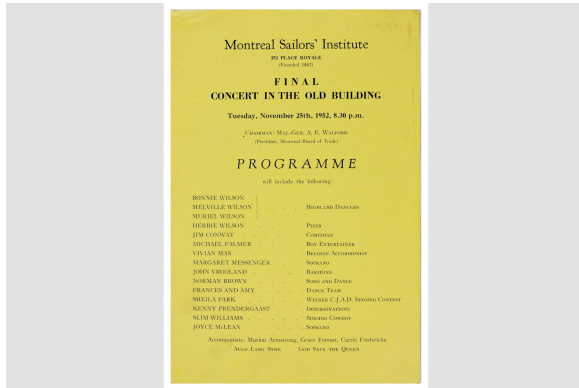 Montreal Sailors' Institute
352 PLACE ROYALE
(Founded 1862)
FINAL
CONCERT IN THE OLD BUILDING
Tuesday, November 25th, 1952, 8.30 p.m.
CHAIRMAN: MAJ.-GEN. A. E. WALFORD
(President, Montreal Board of Trade)
PROGRAMME
will include the following:
BONNIE WILSON
MELVILLE WILSON . . . . HIGHLAND DANCERS
MURIEL WILSON
HERBIE WILSON . . . . PIPER
JIM CONWAY . . . . COMEDIAN
MICHAEL PALMER . . . . BOY ENTERTAINER
VIVIAN MAS . . . . BELGIAN ACCORDIONIST
MARGARET MESSENGER . . . SOPRANO
JOHN VROOLAND . . . . BARITONE
NORMAN BROWN . . . . SONG AND DANCE
FRANCES AND AMY . . . . DANCE TEAM
SHEILA PARK . . . . WINNER C.J.A.D. SINGING CONTEST
KENNY PRENDERGAAST . . . IMPERSONATIONS
SLIM WILLIAMS . . . . SINGING COWBOY
JOYCE McLEAN . . . . SOPRANO
Accompanists: Marion Armstrong, Grace Forrest, Carrie Fredericks
AULD LANG SYNE GOD SAVE THE QUEEN